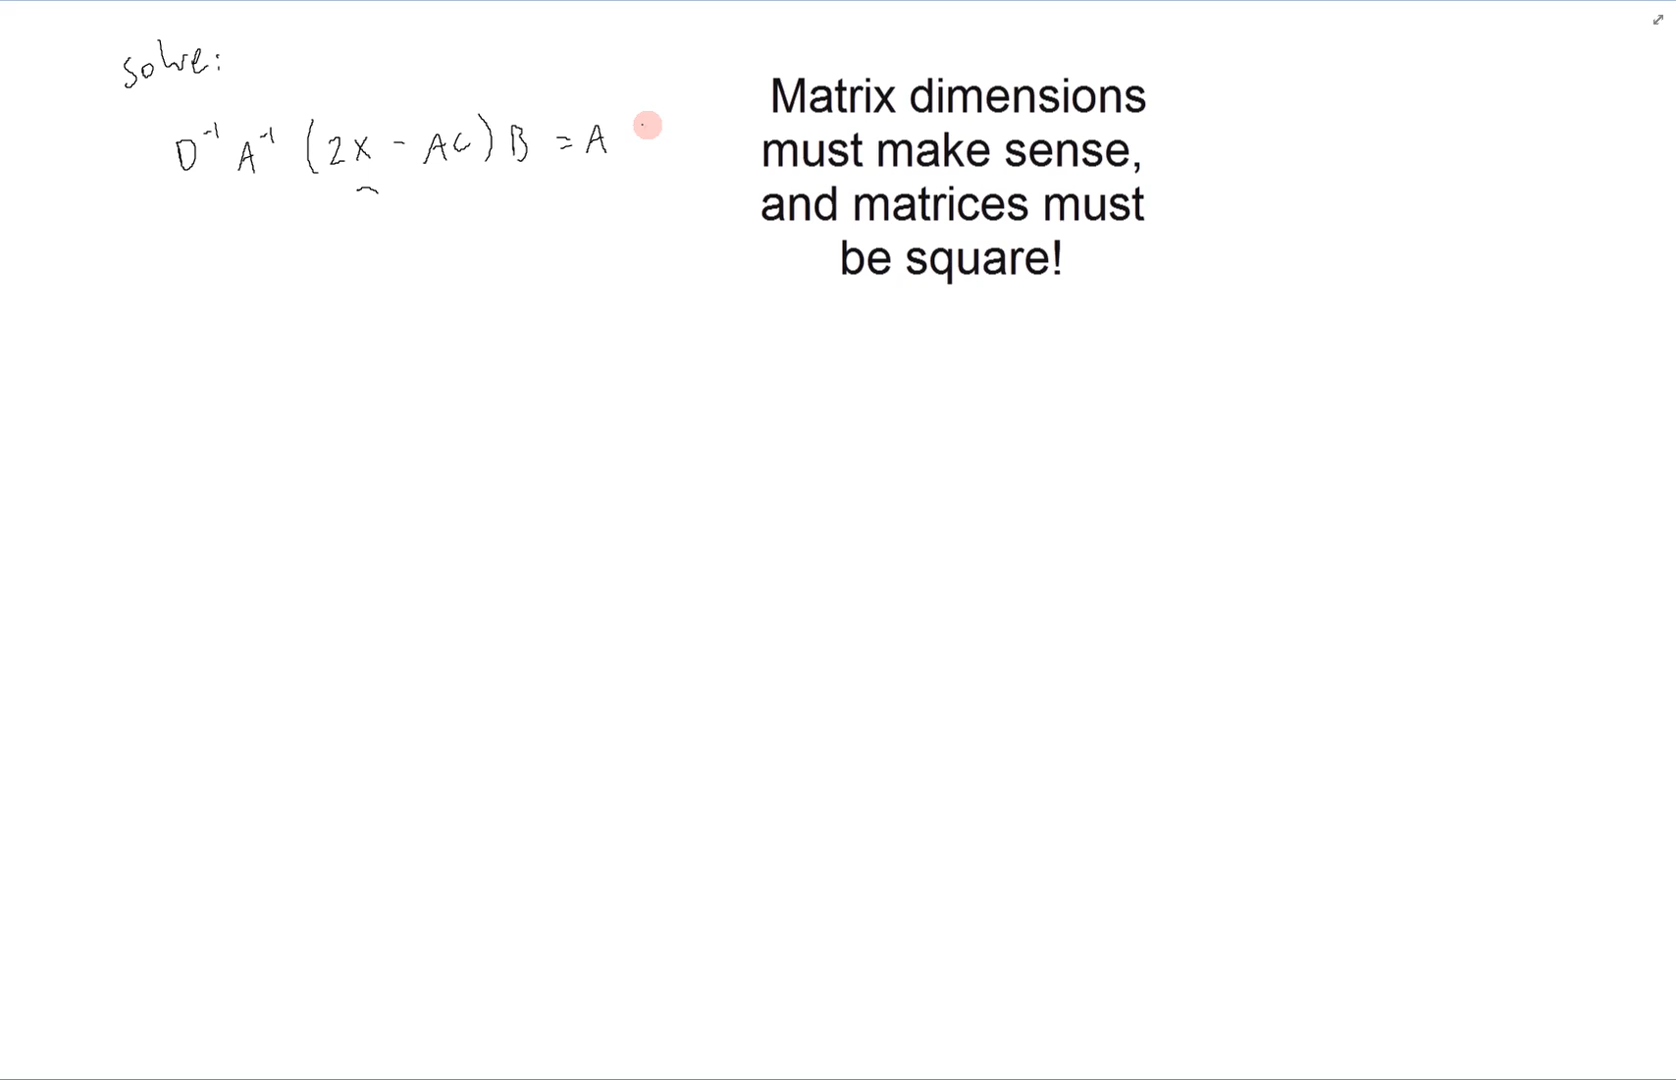 Solve:
D⁻¹ A⁻¹ (2X - AC) B = A
Matrix dimensions
must make sense,
and matrices must
be square!